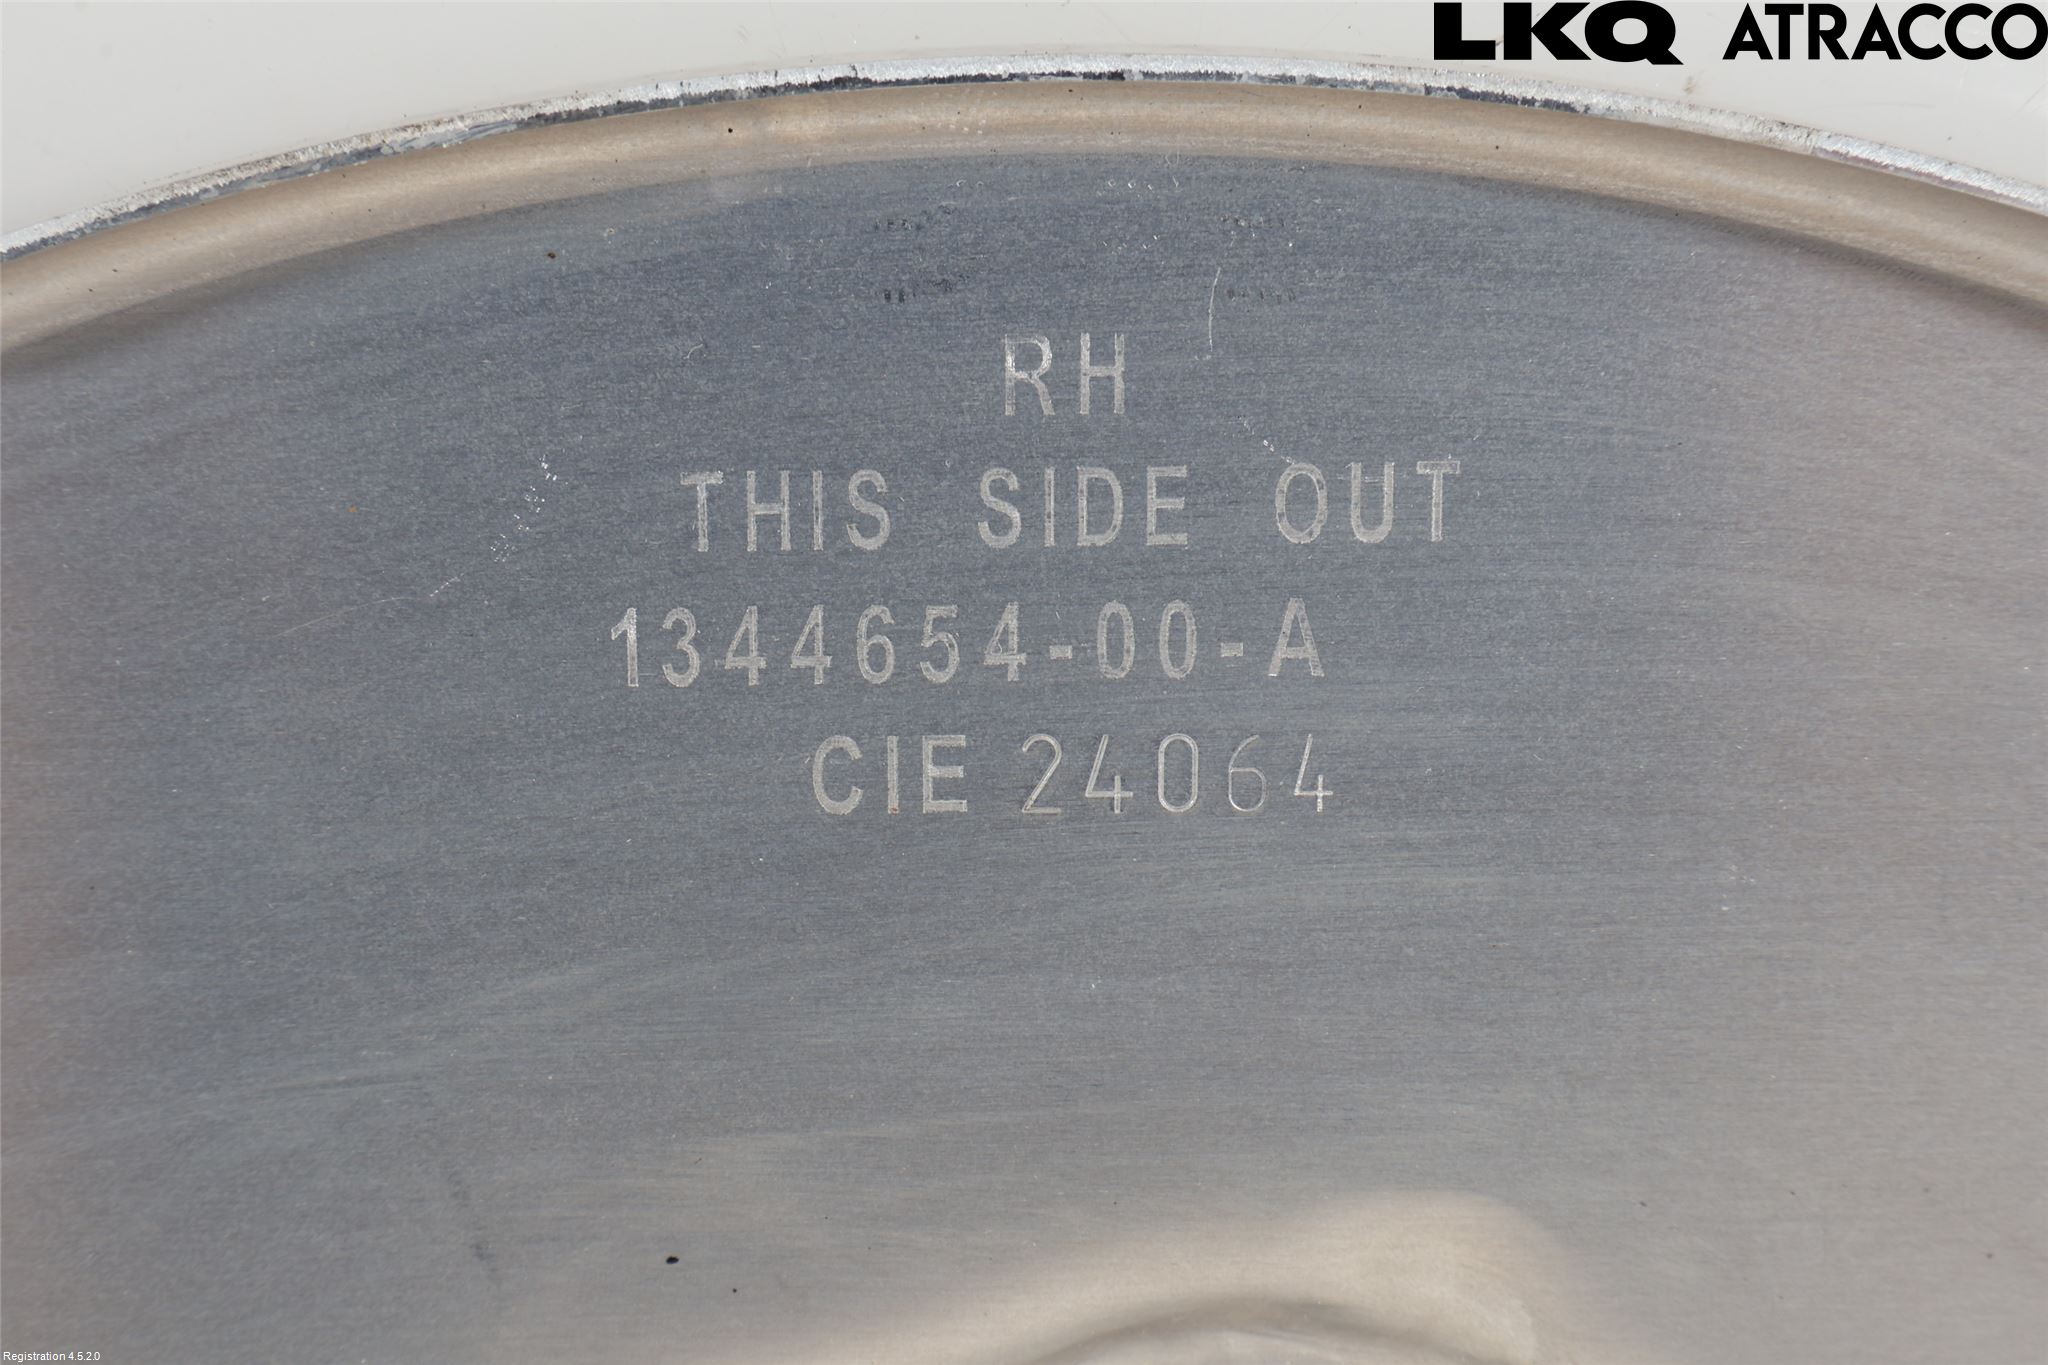 LKQ ATRACCO
RH
THIS SIDE OUT
1344654-00-A
CIE 24064
Registration 4.5.2.0